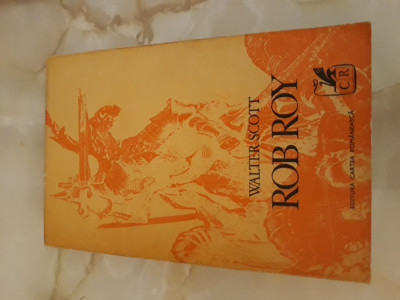 WALTER SCOTT
ROB ROY
CR
EDITURA CARTEA ROMÂNEASCĂ